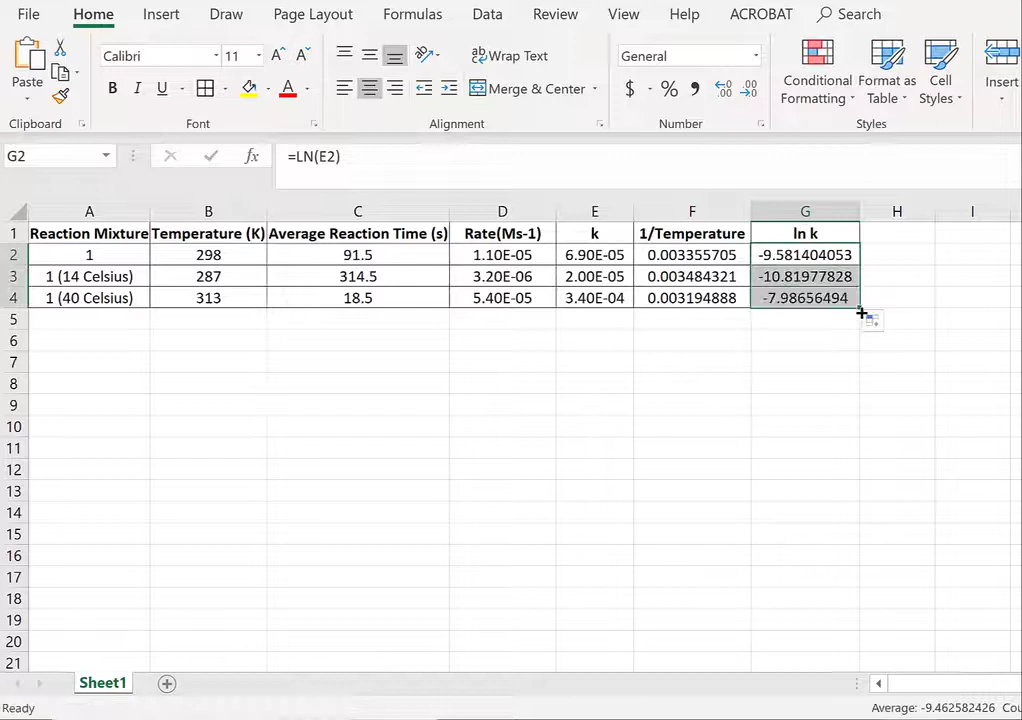 File Home Insert Draw Page Layout Formulas Data Review View Help ACROBAT Search
Calibri 11 A A Wrap Text General
Paste Conditional Format as Cell Insert
B I U A Merge & Center $ % 9 .00 .00 Formatting Table Styles
Clipboard Font Alignment Number Styles
G2 fx =LN(E2)
A B C D E F G H I
1 Reaction Mixture Temperature (K) Average Reaction Time (s) Rate(Ms-1) k 1/Temperature ln k
2 1 298 91.5 1.10E-05 6.90E-05 0.003355705 -9.581404053
3 1 (14 Celsius) 287 314.5 3.20E-06 2.00E-05 0.003484321 -10.81977828
4 1 (40 Celsius) 313 18.5 5.40E-05 3.40E-04 0.003194888 -7.98656494
5
6
7
8
9
10
11
12
13
14
15
16
17
18
19
20
21
Sheet1
Ready Average: -9.462582426 Cou